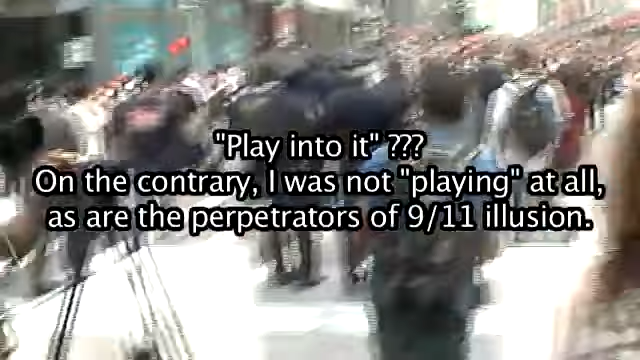 "Play into it" ???
On the contrary, I was not "playing" at all,
as are the perpetrators of 9/11 illusion.